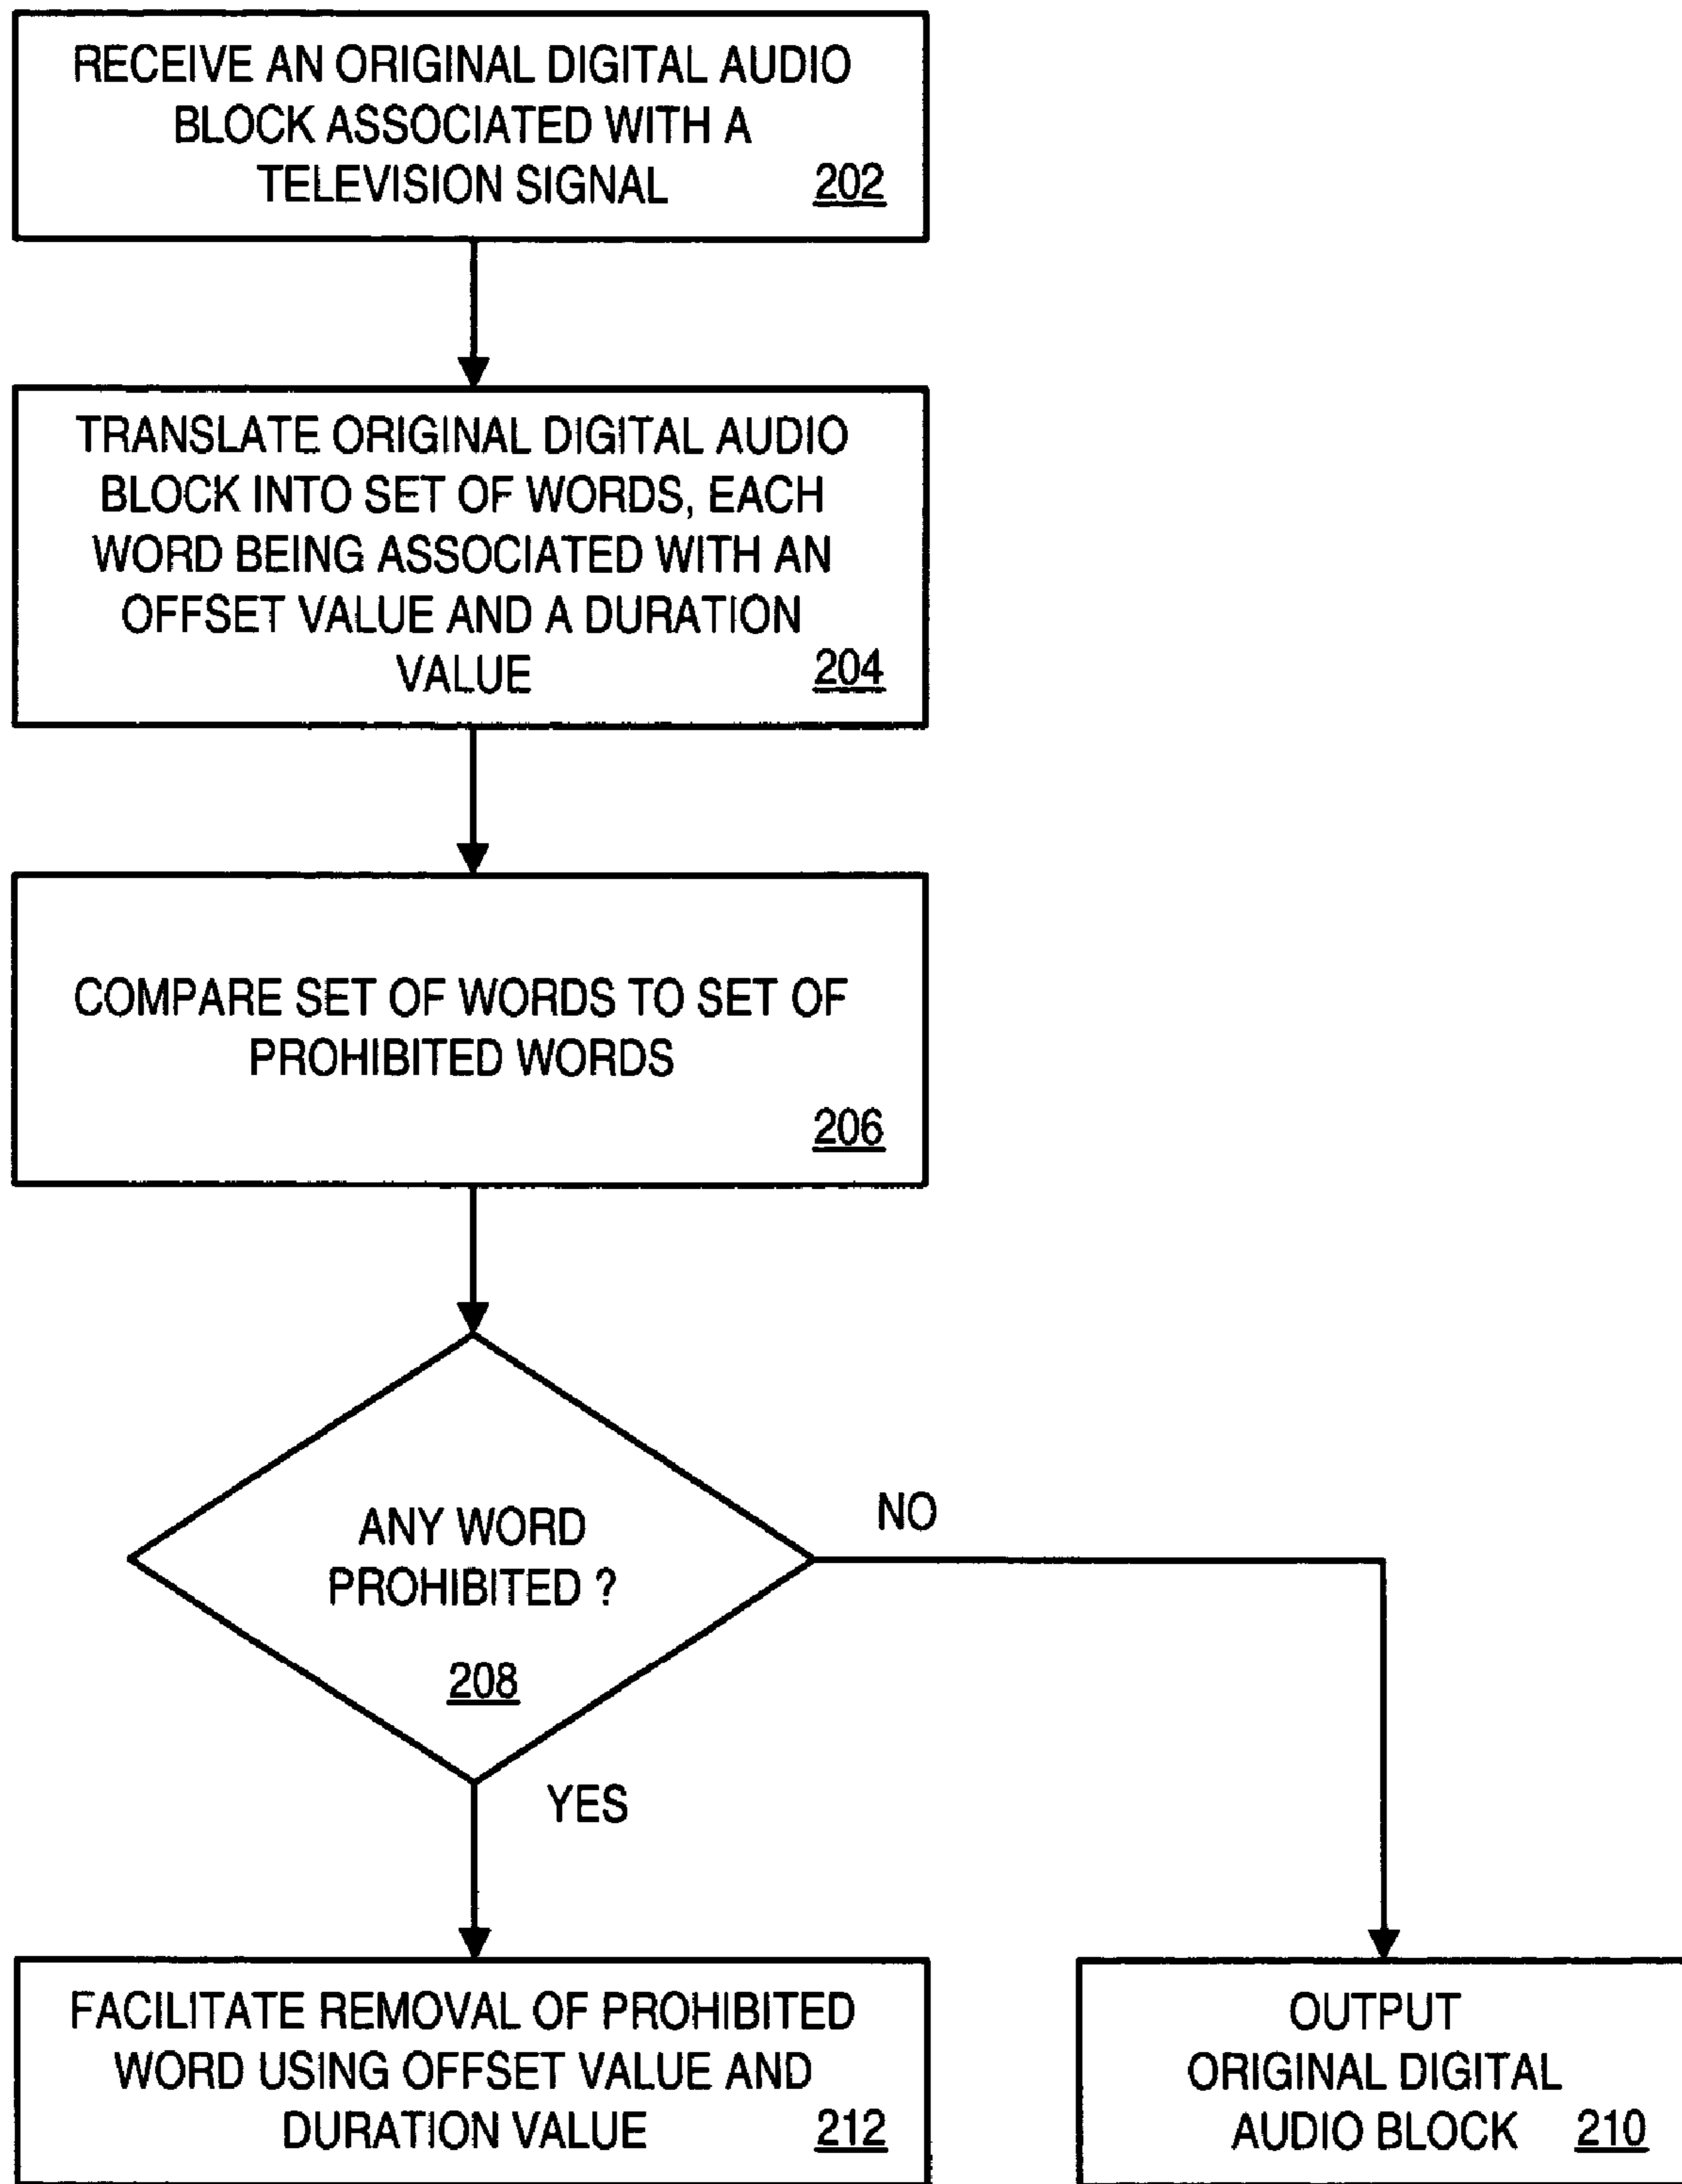 RECEIVE AN ORIGINAL DIGITAL AUDIO
BLOCK ASSOCIATED WITH A
TELEVISION SIGNAL 202
TRANSLATE ORIGINAL DIGITAL AUDIO
BLOCK INTO SET OF WORDS, EACH
WORD BEING ASSOCIATED WITH AN
OFFSET VALUE AND A DURATION
VALUE 204
COMPARE SET OF WORDS TO SET OF
PROHIBITED WORDS
206
ANY WORD
PROHIBITED ?
208
NO
YES
FACILITATE REMOVAL OF PROHIBITED
WORD USING OFFSET VALUE AND
DURATION VALUE 212
OUTPUT
ORIGINAL DIGITAL
AUDIO BLOCK 210